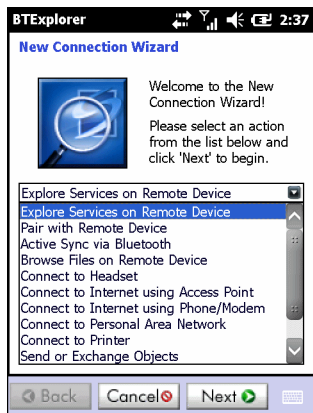 BTExplorer 2:37
New Connection Wizard
Welcome to the New
Connection Wizard!
Please select an action
from the list below and
click 'Next' to begin.
Explore Services on Remote Device
Explore Services on Remote Device
Pair with Remote Device
Active Sync via Bluetooth
Browse Files on Remote Device
Connect to Headset
Connect to Internet using Access Point
Connect to Internet using Phone/Modem
Connect to Personal Area Network
Connect to Printer
Send or Exchange Objects
Back Cancel Next